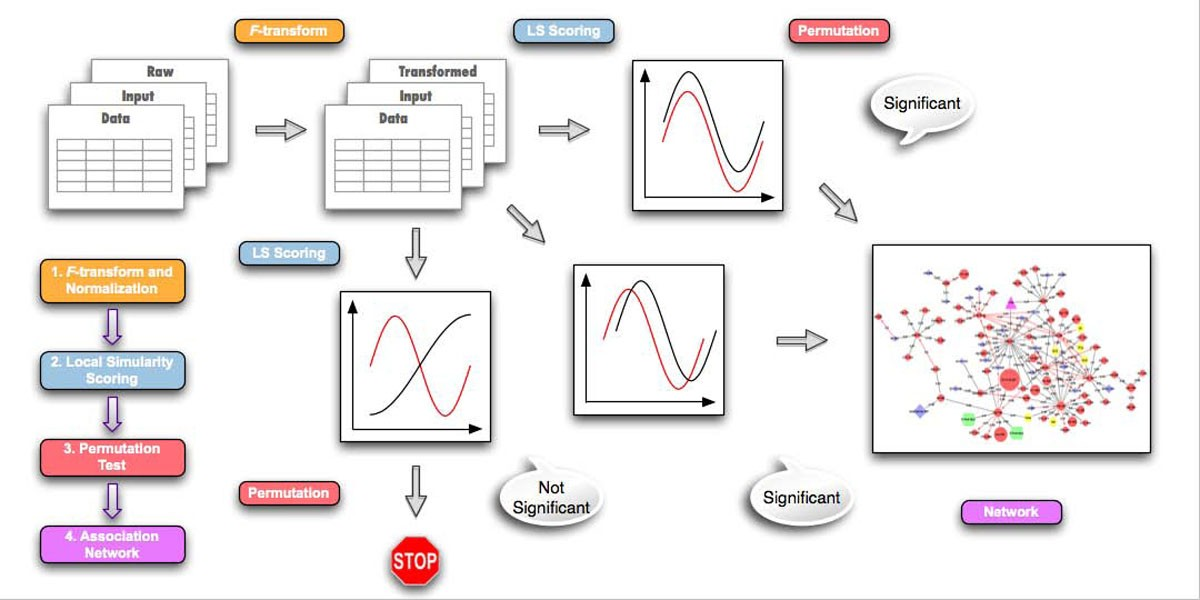 F-transform
LS Scoring
Permutation
Raw
Input
Data
Transformed
Input
Data
Significant
LS Scoring
1. F-transform and
Normalization
2. Local Simularity
Scoring
3. Permutation
Test
4. Association
Network
Permutation
Not
Significant
Significant
Network
STOP